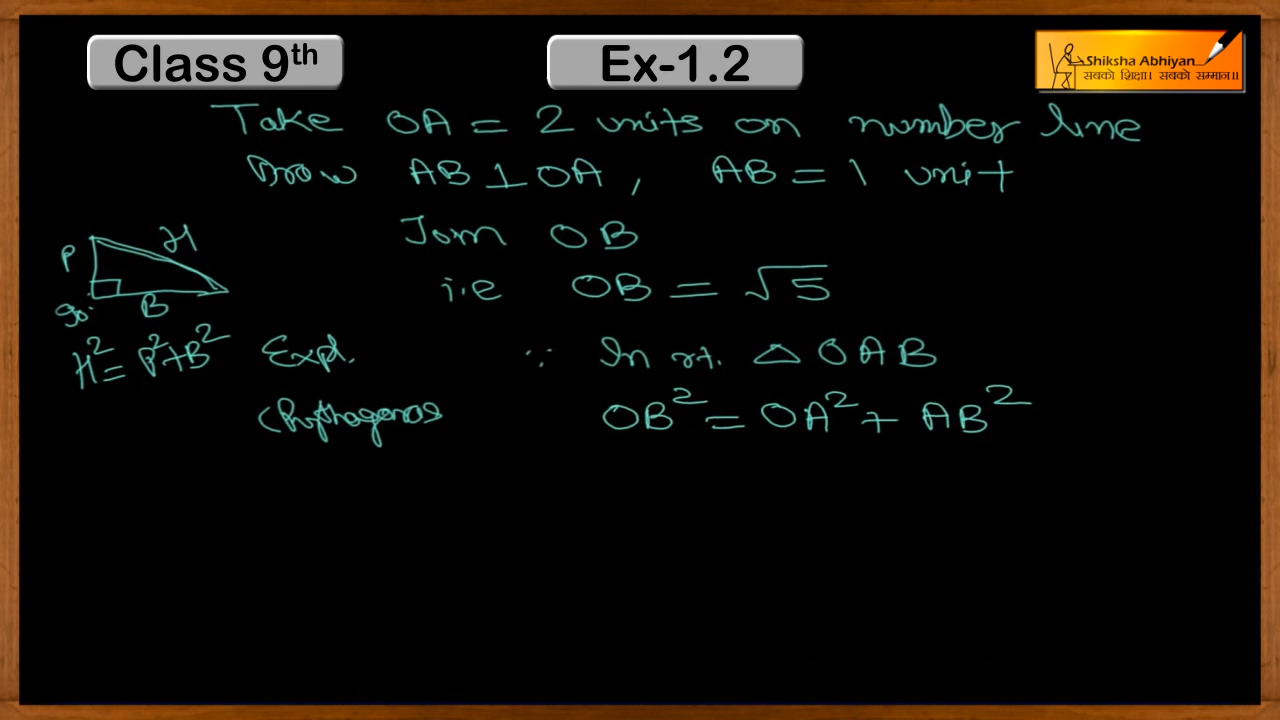 Class 9th
Ex-1.2
Shiksha Abhiyan
सबको शिक्षा। सबको सम्मान॥
Take OA = 2 units on number line
Draw AB ⊥ OA, AB = 1 unit
Join OB
i.e OB = √5
P H
90° B
H² = P² + B²
Expl. ∵ In rt. △ OAB
(Pythagoras OB² = OA² + AB²